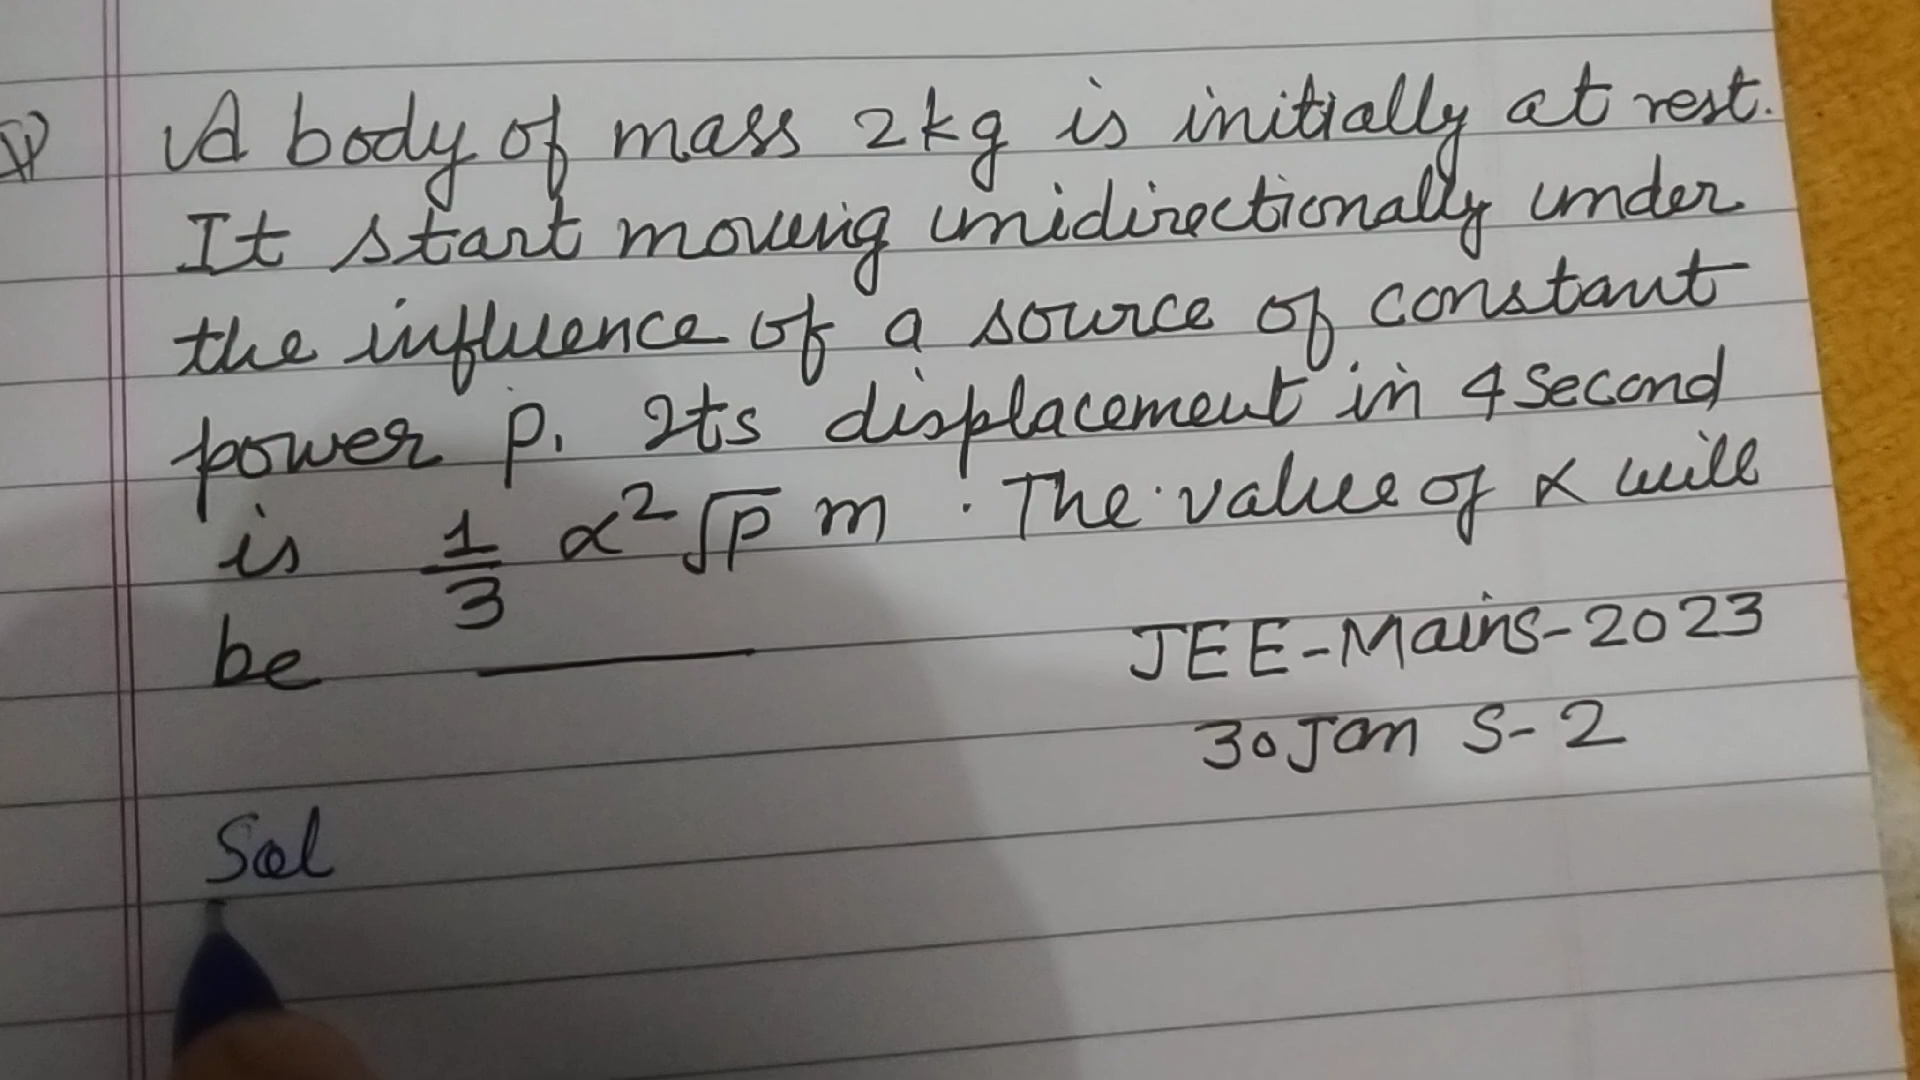 Q) A body of mass 2kg is initially at rest.
It start moving unidirectionally under
the influence of a source of constant
power P. Its displacement in 4 second
is 1/3 α² √P m. The value of α will
be ______
JEE-Mains-2023
30 Jan S-2
Sol